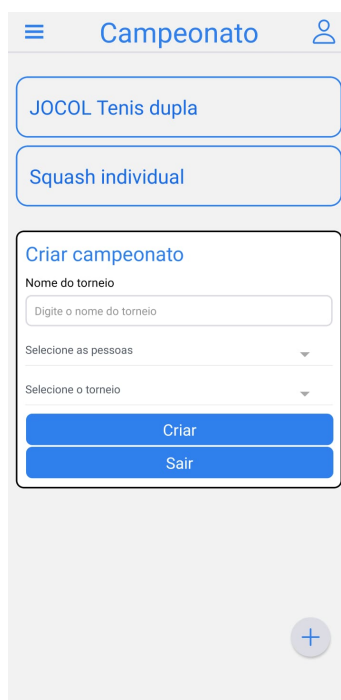 Campeonato
JOCOL Tenis dupla
Squash individual
Criar campeonato
Nome do torneio
Digite o nome do torneio
Selecione as pessoas
Selecione o torneio
Criar
Sair
+